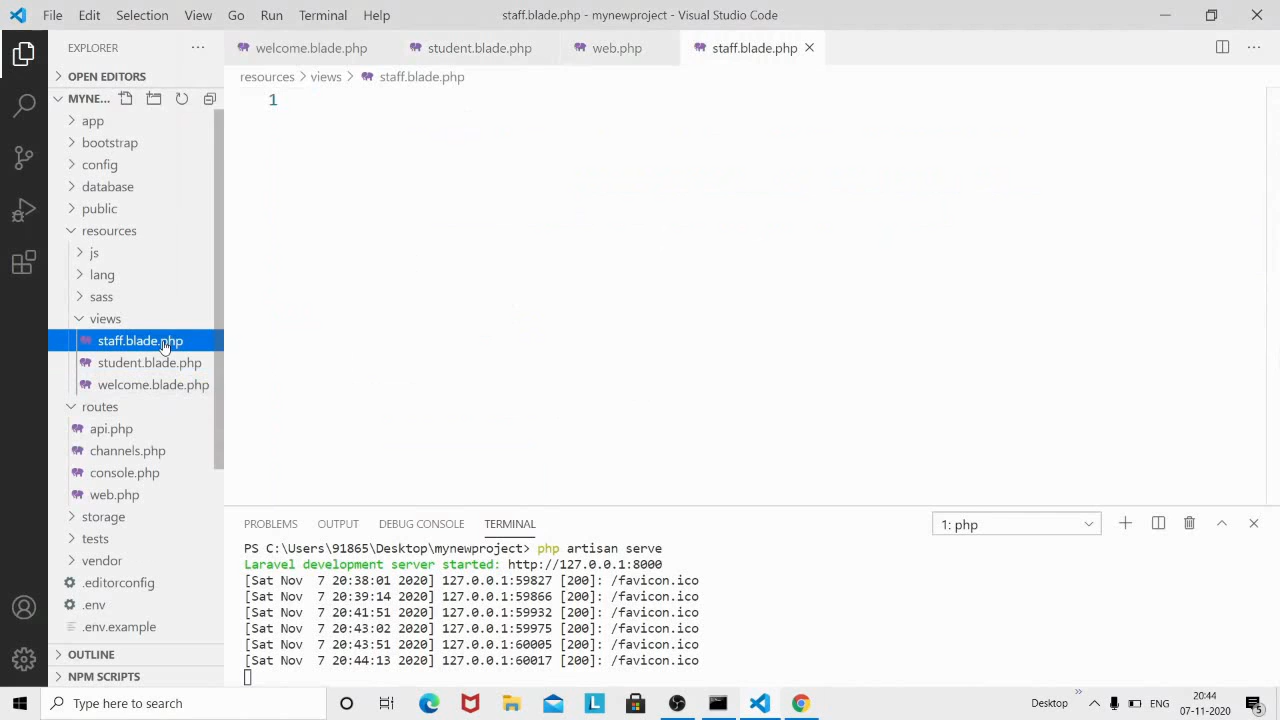 File Edit Selection View Go Run Terminal Help staff.blade.php - mynewproject - Visual Studio Code
EXPLORER
welcome.blade.php student.blade.php web.php staff.blade.php
OPEN EDITORS
resources > views > staff.blade.php
MYNE...
1
app
bootstrap
config
database
public
resources
js
lang
sass
views
staff.blade.php
student.blade.php
welcome.blade.php
routes
api.php
channels.php
console.php
web.php
storage
tests
vendor
.editorconfig
.env
.env.example
OUTLINE
NPM SCRIPTS
PROBLEMS OUTPUT DEBUG CONSOLE TERMINAL 1: php
PS C:\Users\91865\Desktop\mynewproject> php artisan serve
Laravel development server started: http://127.0.0.1:8000
[Sat Nov  7 20:38:01 2020] 127.0.0.1:59827 [200]: /favicon.ico
[Sat Nov  7 20:39:14 2020] 127.0.0.1:59866 [200]: /favicon.ico
[Sat Nov  7 20:41:51 2020] 127.0.0.1:59932 [200]: /favicon.ico
[Sat Nov  7 20:43:02 2020] 127.0.0.1:59975 [200]: /favicon.ico
[Sat Nov  7 20:43:51 2020] 127.0.0.1:60005 [200]: /favicon.ico
[Sat Nov  7 20:44:13 2020] 127.0.0.1:60017 [200]: /favicon.ico
Type here to search
L
Desktop » ENG
20:44
07-11-2020
5